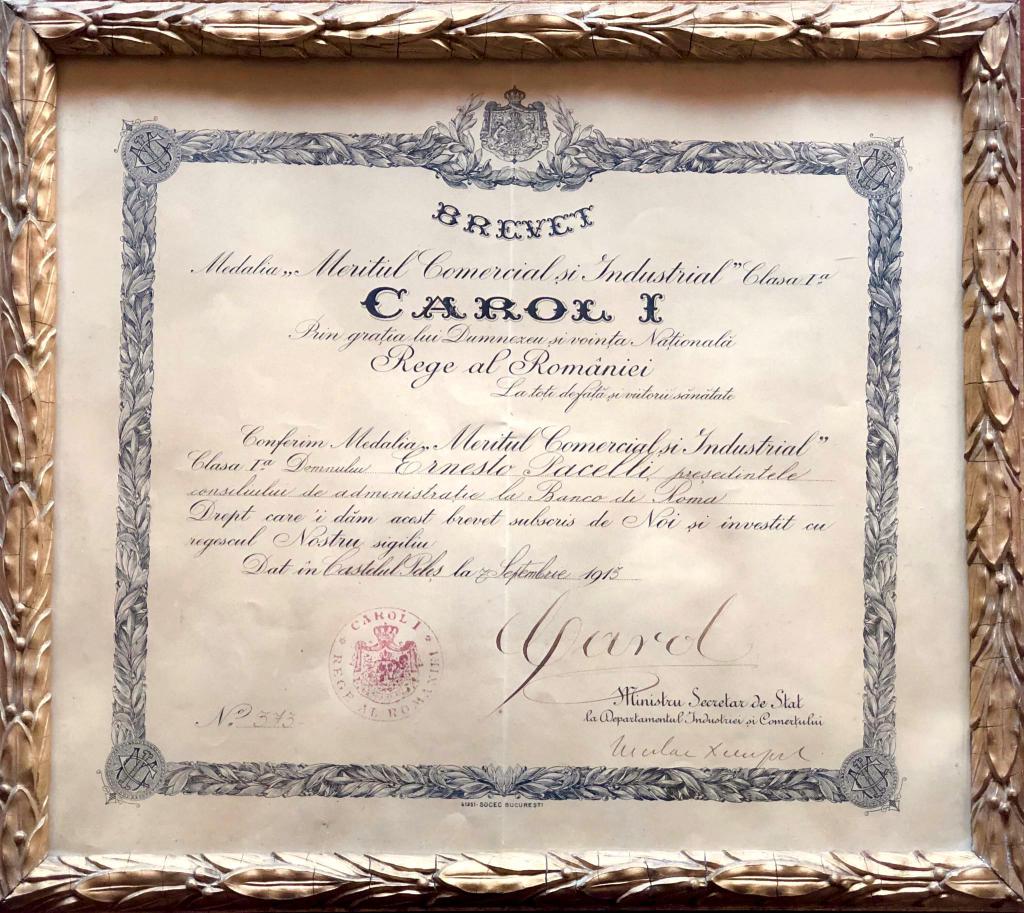 BREVET
Medalia „Meritul Comercial și Industrial” Clasa Iª
CAROL I
Prin grația lui Dumnezeu și voința Națională
Rege al României
La toți de față și viitori sănătate
Conferim Medalia „Meritul Comercial și Industrial”
Clasa Iª Domnului Ernesto Pacelli, președintele
consiliului de administrație la Banco di Roma
Drept care 'i dăm acest brevet subscris de Noi și învestit cu
regescul Nostru sigiliu
Dat în Castelul Peleș la Septembrie 1913
CAROL I
REGE AL ROMÂNIEI
Carol
Ministru Secretar de Stat
la Departamentul Industriei și Comerțului
Nº 373
61351-SOCEC BUCUREȘTI